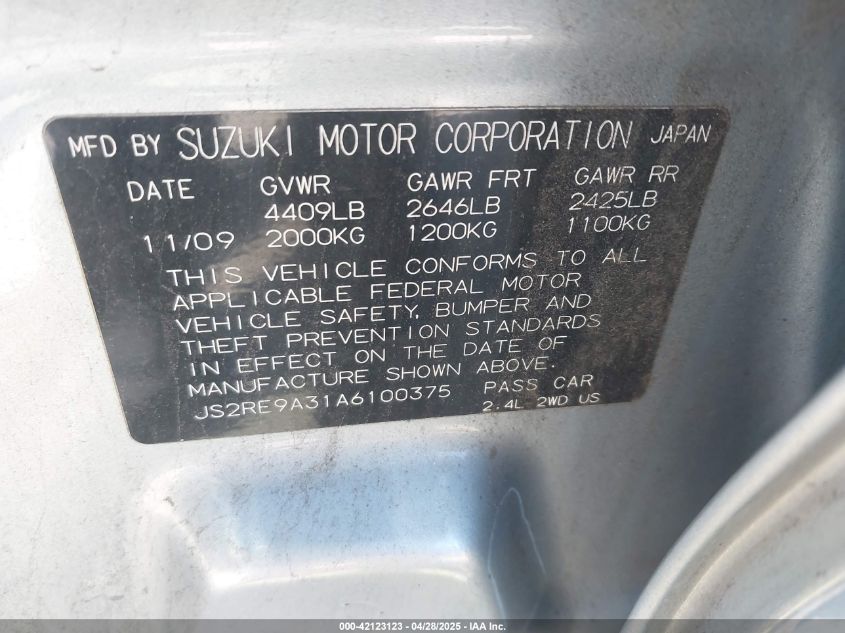 MFD BY SUZUKI MOTOR CORPORATION JAPAN
DATE GVWR GAWR FRT GAWR RR
4409LB 2646LB 2425LB
11/09 2000KG 1200KG 1100KG
THIS VEHICLE CONFORMS TO ALL
APPLICABLE FEDERAL MOTOR
VEHICLE SAFETY, BUMPER AND
THEFT PREVENTION STANDARDS
IN EFFECT ON THE DATE OF
MANUFACTURE SHOWN ABOVE.
JS2RE9A31A6100375 PASS CAR
2.4L 2WD US
000-42123123 04/28/2025 - IAA Inc.